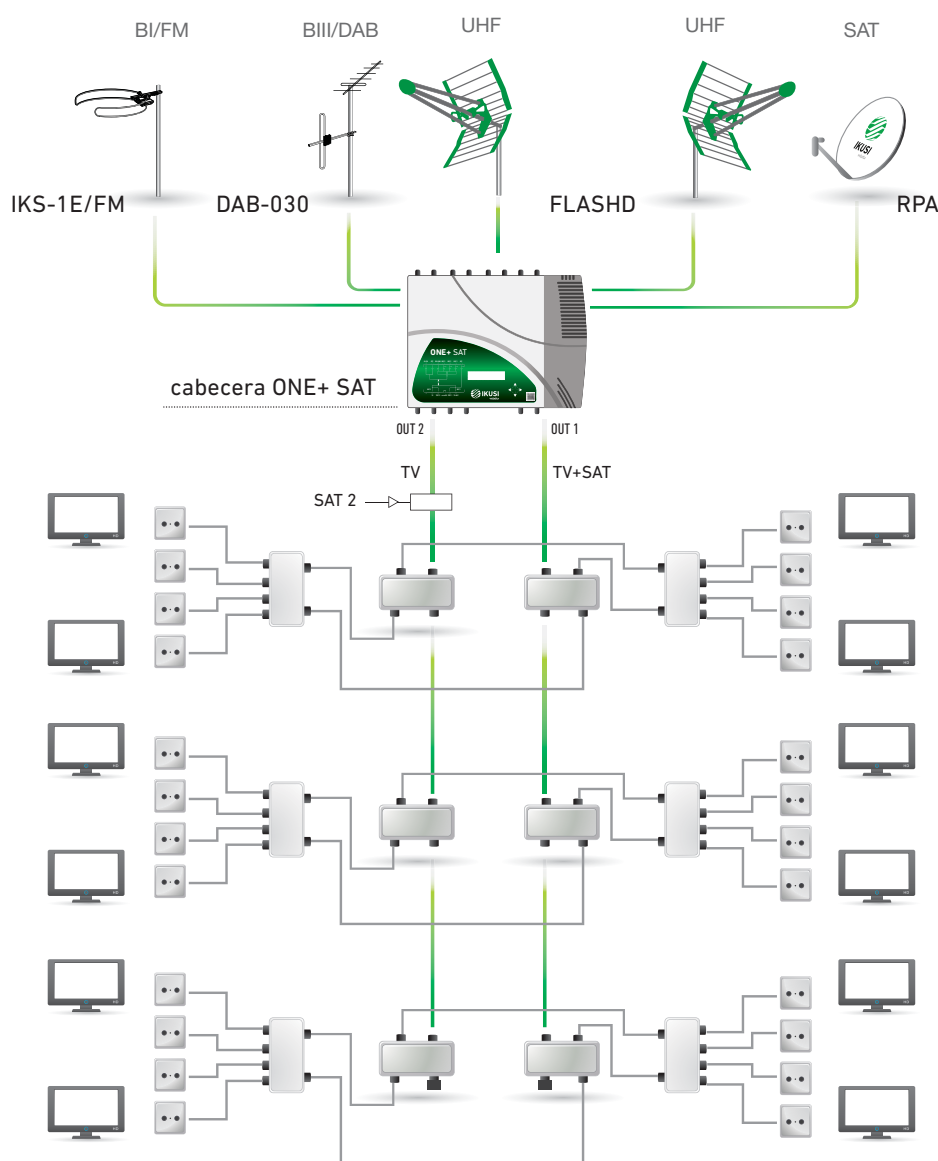 BI/FM
BIII/DAB
UHF
UHF
SAT
IKUSI
IKS-1E/FM
DAB-030
FLASHD
RPA
ONE+ SAT
IKUSI
cabecera ONE+ SAT
OUT 2
OUT 1
TV
TV+SAT
SAT 2